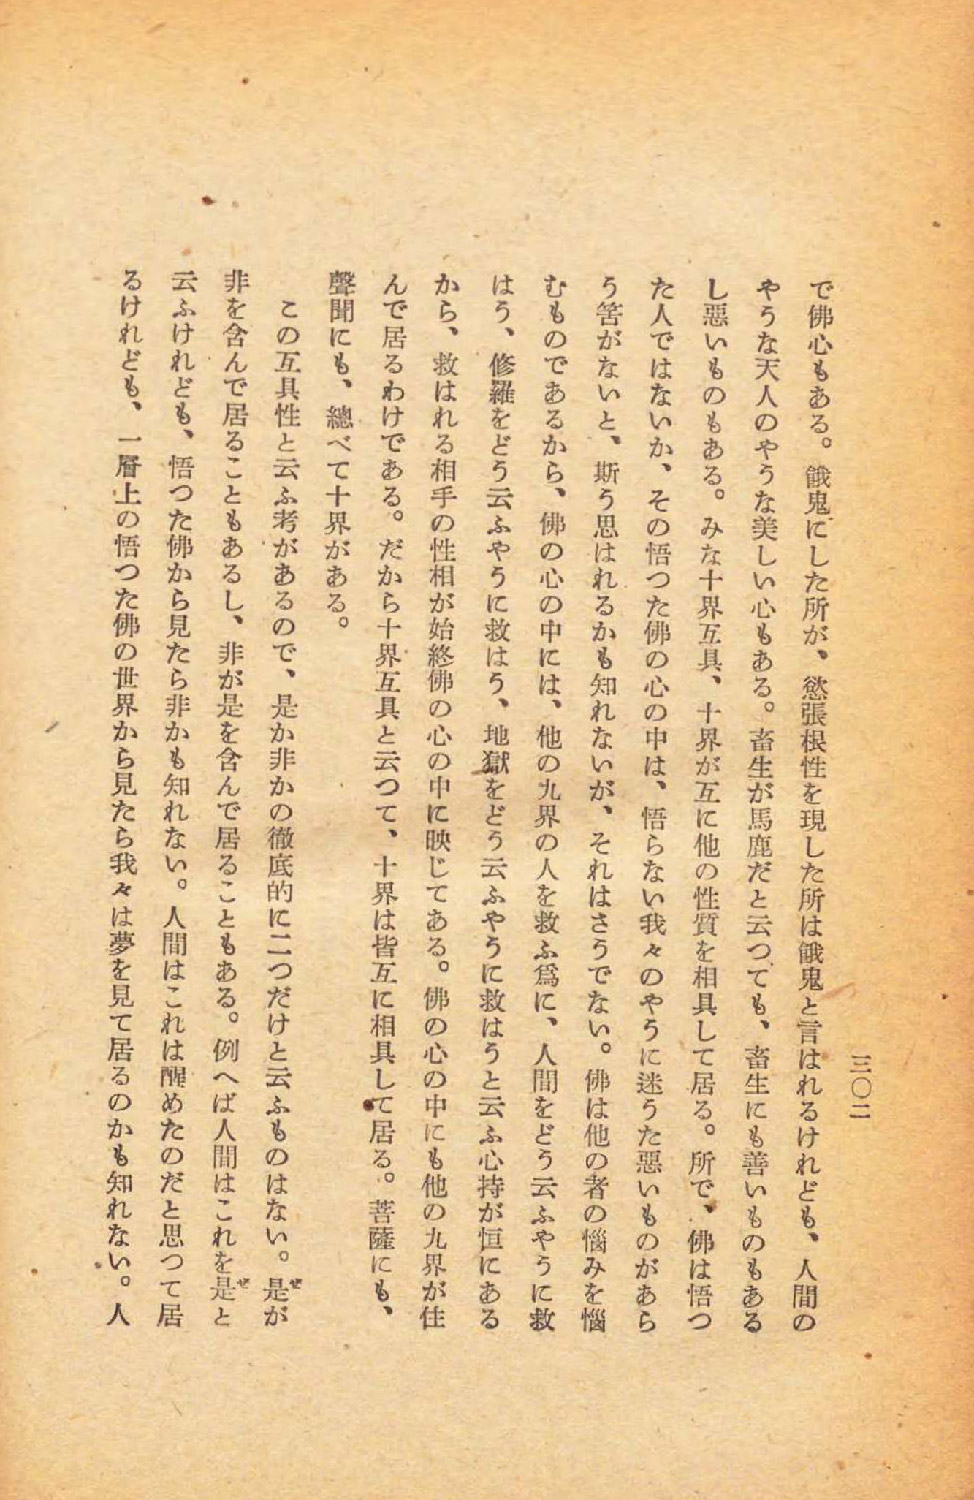 三〇二
で佛心もある。餓鬼にした所が、慾張根性を現した所は餓鬼と言はれるけれども、人間の
やうな天人のやうな美しい心もある。畜生が馬鹿だと云つても、畜生にも善いものもある
し惡いものもある。みな十界互具、十界が互に他の性質を相具して居る。所で、佛は悟つ
た人ではないか、その悟つた佛の心の中は、悟らない我々のやうに迷うた惡いものがあら
う筈がないと、斯う思はれるかも知れないが、それはさうでない。佛は他の者の惱みを惱
むものであるから、佛の心の中には、他の九界の人を救ふ爲に、人間をどう云ふやうに救
はう、修羅をどう云ふやうに救はう、地獄をどう云ふやうに救はうと云ふ心持が恒にある
から、救はれる相手の性相が始終佛の心の中に映じてある。佛の心の中にも他の九界が住
んで居るわけである。だから十界互具と云つて、十界は皆互に相具して居る。菩薩にも、
聲聞にも、總べて十界がある。
この互具性と云ふ考があるので、是か非かの徹底的に二つだけと云ふものはない。是ぜが
非を含んで居ることもあるし、非が是を含んで居ることもある。例へば人間はこれを是ぜと
云ふけれども、悟つた佛から見たら非かも知れない。人間はこれは醒めたのだと思つて居
るけれども、一層上の悟つた佛の世界から見たら我々は夢を見て居るのかも知れない。人